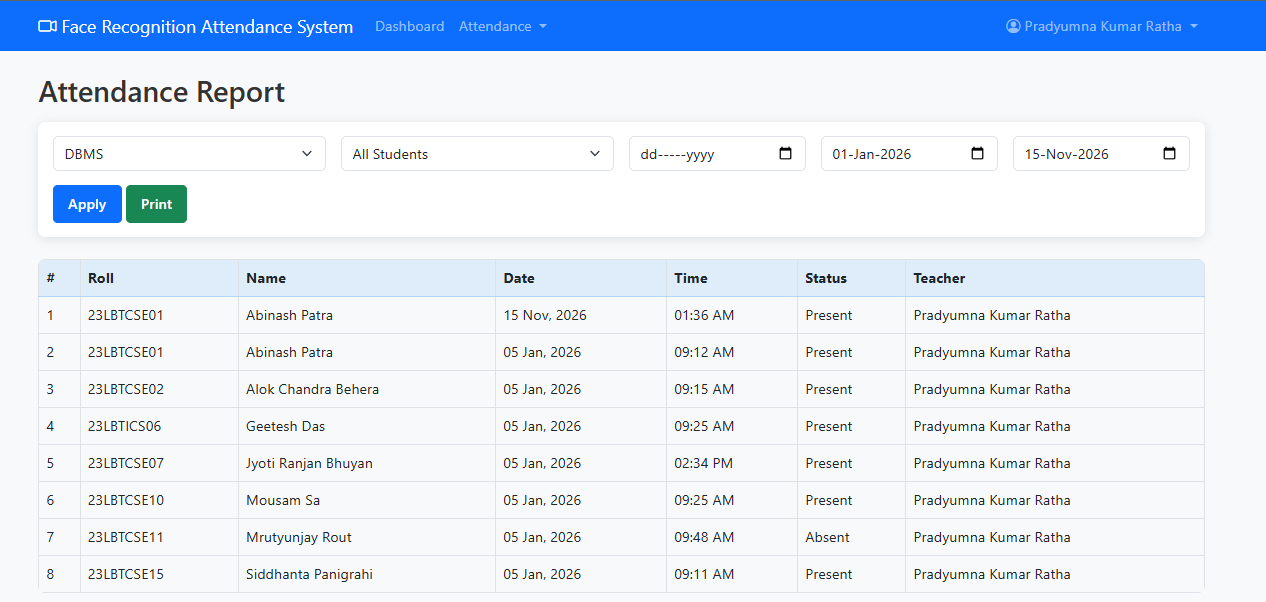 Face Recognition Attendance System Dashboard Attendance Pradyumna Kumar Ratha
Attendance Report
DBMS All Students dd-----yyyy 01-Jan-2026 15-Nov-2026
Apply Print
# Roll Name Date Time Status Teacher
1 23LBTCSE01 Abinash Patra 15 Nov, 2026 01:36 AM Present Pradyumna Kumar Ratha
2 23LBTCSE01 Abinash Patra 05 Jan, 2026 09:12 AM Present Pradyumna Kumar Ratha
3 23LBTCSE02 Alok Chandra Behera 05 Jan, 2026 09:15 AM Present Pradyumna Kumar Ratha
4 23LBTICS06 Geetesh Das 05 Jan, 2026 09:25 AM Present Pradyumna Kumar Ratha
5 23LBTCSE07 Jyoti Ranjan Bhuyan 05 Jan, 2026 02:34 PM Present Pradyumna Kumar Ratha
6 23LBTCSE10 Mousam Sa 05 Jan, 2026 09:25 AM Present Pradyumna Kumar Ratha
7 23LBTCSE11 Mrutyunjay Rout 05 Jan, 2026 09:48 AM Absent Pradyumna Kumar Ratha
8 23LBTCSE15 Siddhanta Panigrahi 05 Jan, 2026 09:11 AM Present Pradyumna Kumar Ratha